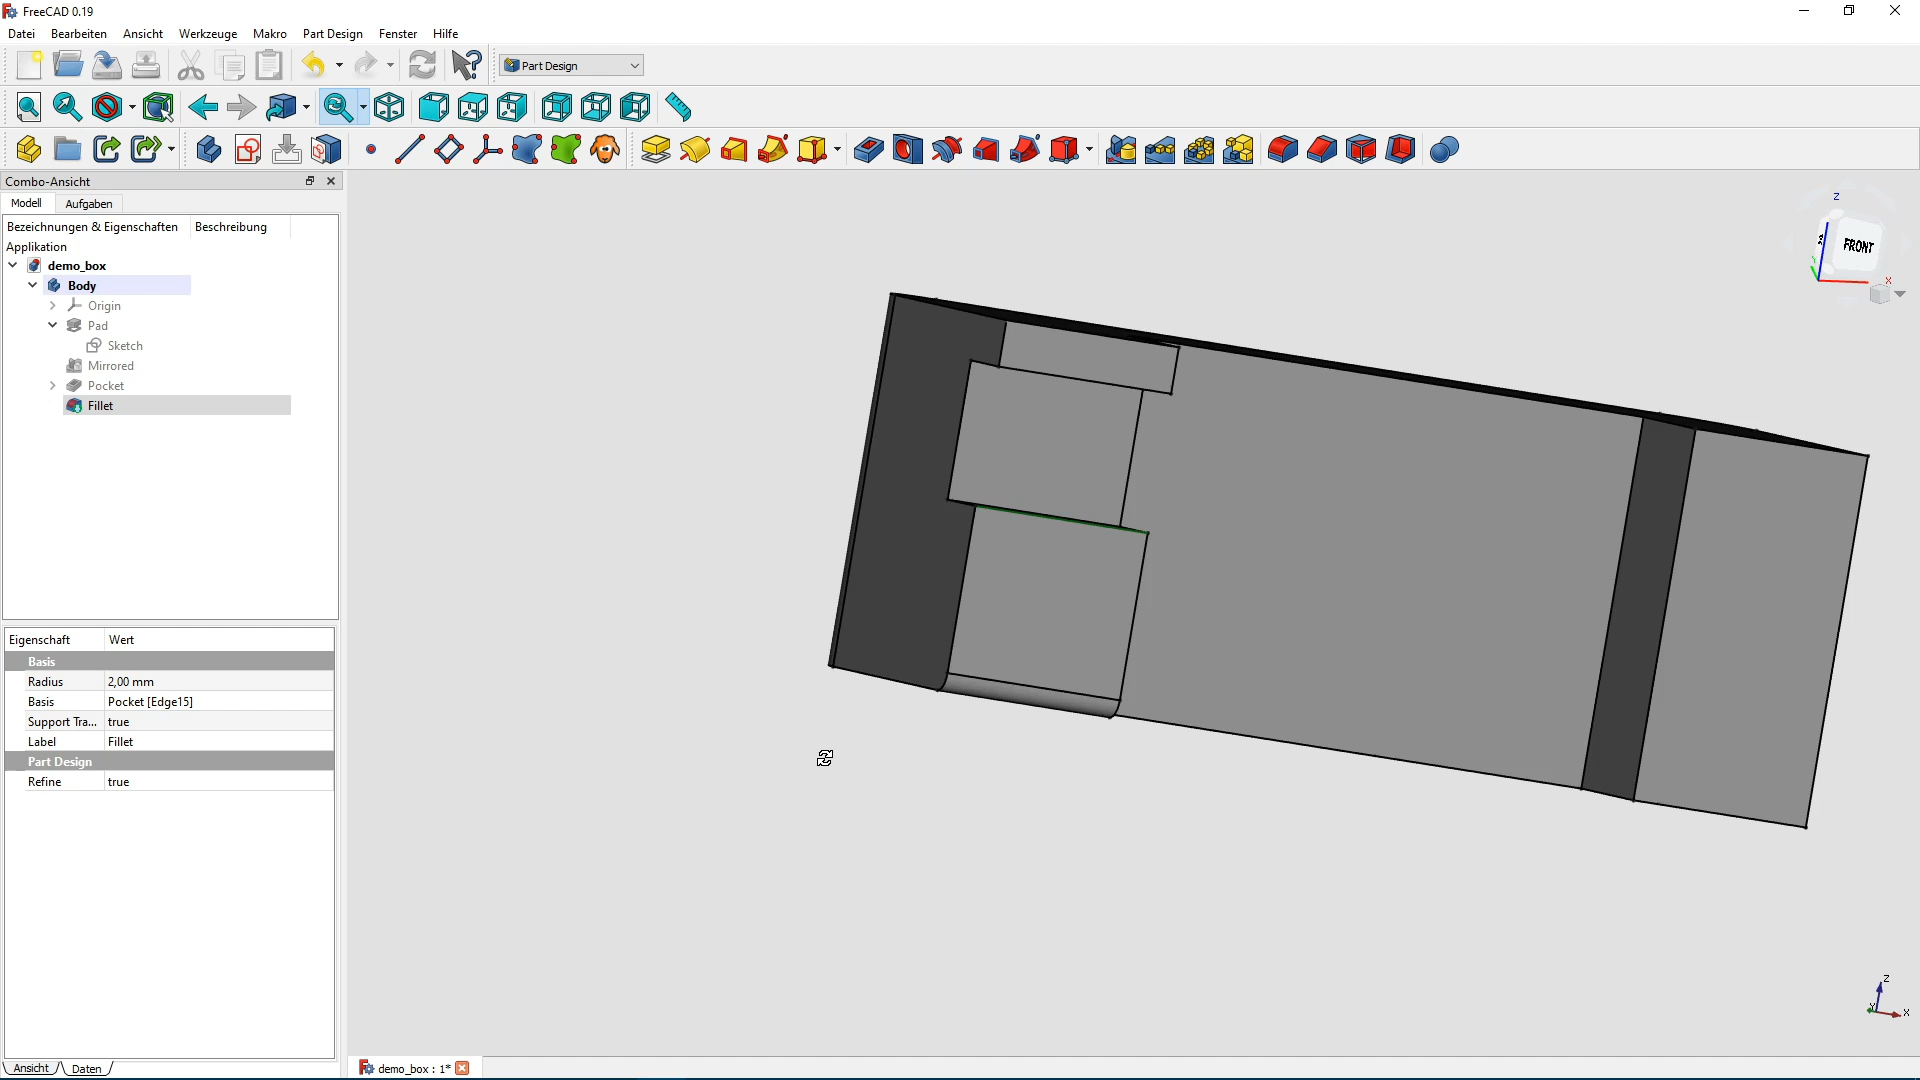 FreeCAD 0.19
Datei Bearbeiten Ansicht Werkzeuge Makro Part Design Fenster Hilfe
Part Design
Combo-Ansicht
Modell Aufgaben
Bezeichnungen & Eigenschaften Beschreibung
Applikation
demo_box
Body
Origin
Pad
Sketch
Mirrored
Pocket
Fillet
Eigenschaft Wert
Basis
Radius 2,00 mm
Basis Pocket [Edge15]
Support Tra... true
Label Fillet
Part Design
Refine true
Ansicht Daten
demo_box : 1*
Z
FRONT
X
Z
Y
X